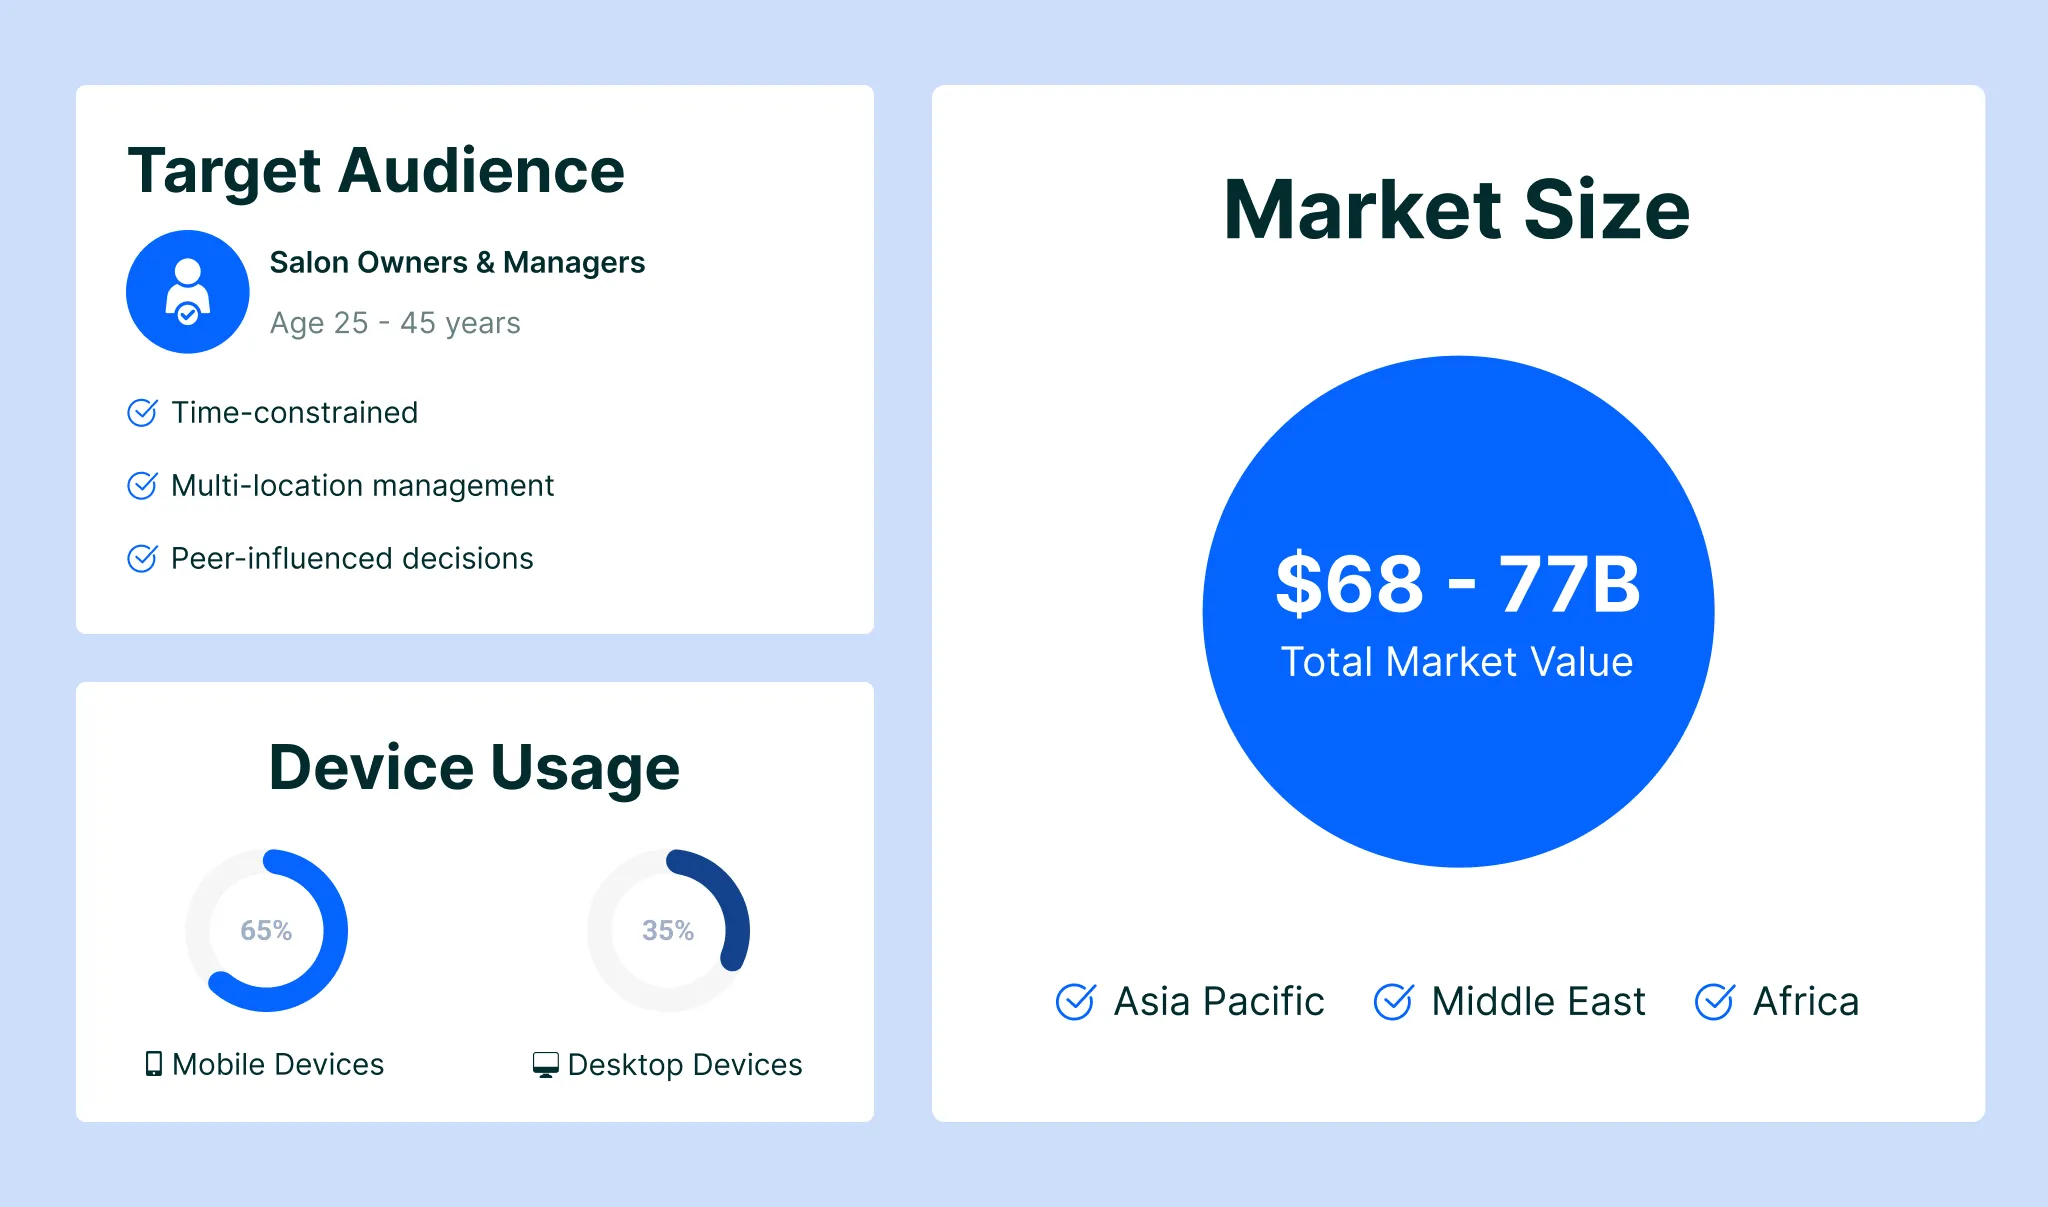 Target Audience
Salon Owners & Managers
Age 25 - 45 years
Time-constrained
Multi-location management
Peer-influenced decisions
Device Usage
65%
35%
Mobile Devices
Desktop Devices
Market Size
$68 - 77B
Total Market Value
Asia Pacific
Middle East
Africa